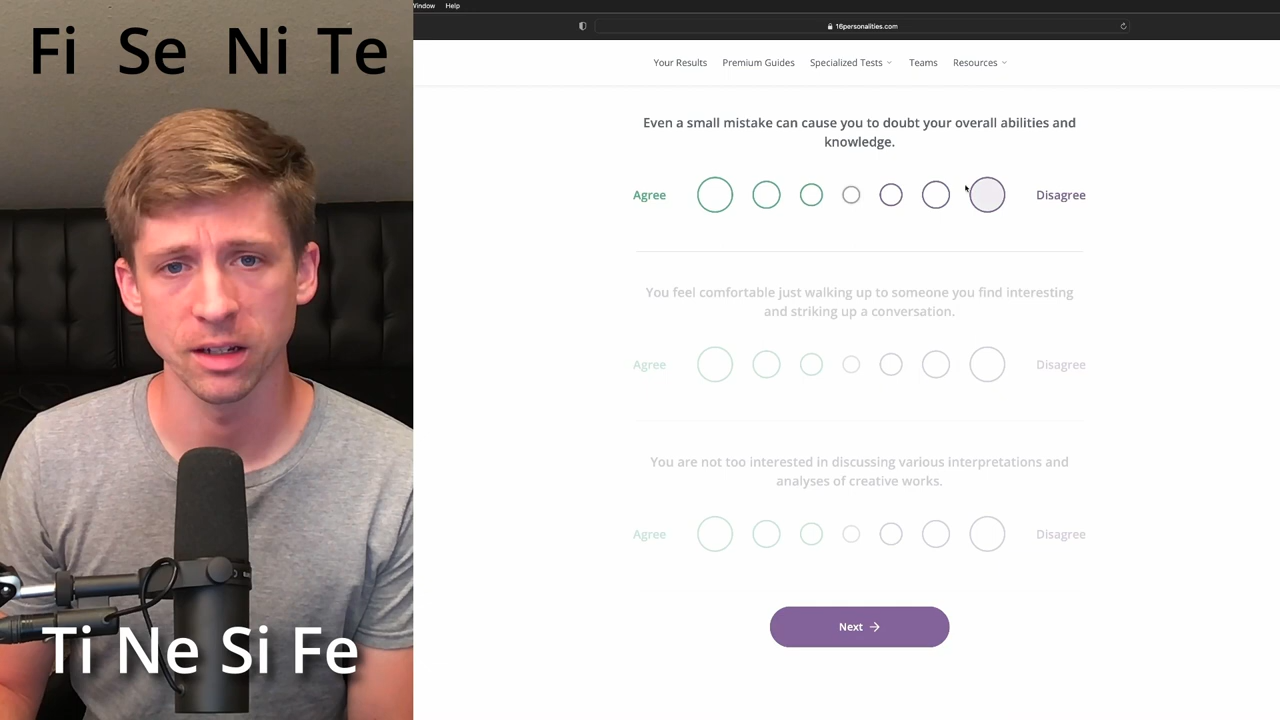 Fi Se Ni Te
Ti Ne Si Fe
Window Help
16personalities.com
Your Results Premium Guides Specialized Tests Teams Resources
Even a small mistake can cause you to doubt your overall abilities and
knowledge.
Agree Disagree
You feel comfortable just walking up to someone you find interesting
and striking up a conversation.
Agree Disagree
You are not too interested in discussing various interpretations and
analyses of creative works.
Agree Disagree
Next